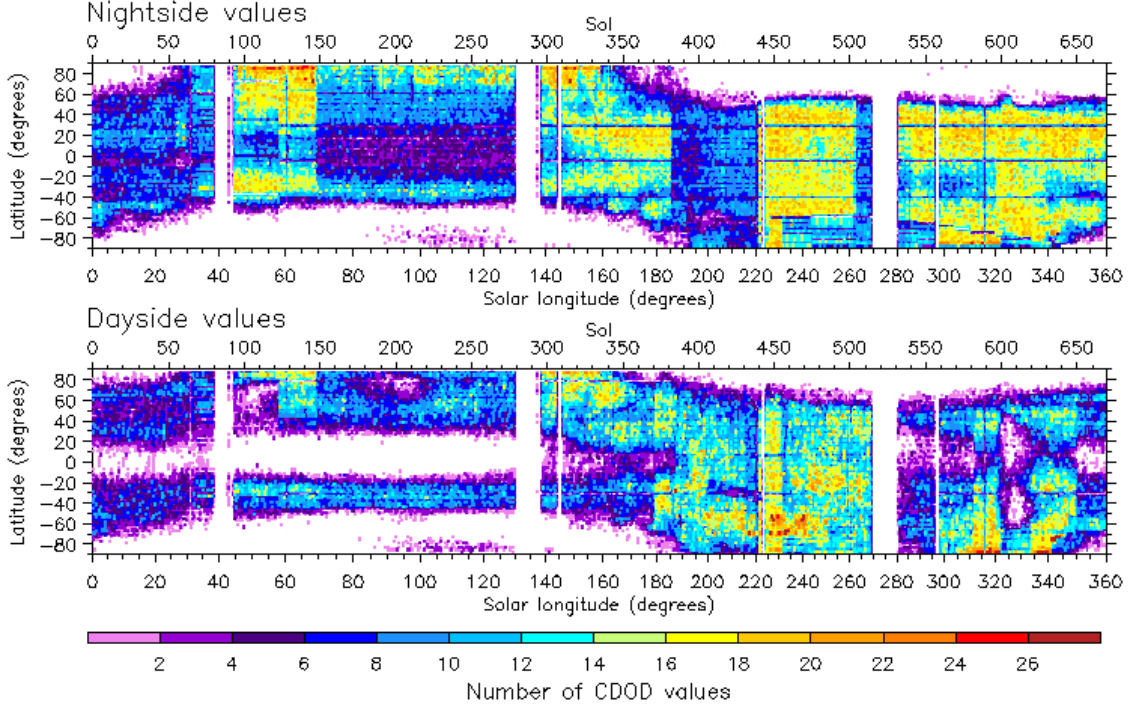 Nightside values
Sol
0 50 100 150 200 250 300 350 400 450 500 550 600 650
Latitude (degrees)
80
60
40
20
0
−20
−40
−60
−80
0 20 40 60 80 100 120 140 160 180 200 220 240 260 280 300 320 340 360
Solar longitude (degrees)
Dayside values
Sol
0 50 100 150 200 250 300 350 400 450 500 550 600 650
Latitude (degrees)
80
60
40
20
0
−20
−40
−60
−80
0 20 40 60 80 100 120 140 160 180 200 220 240 260 280 300 320 340 360
Solar longitude (degrees)
2 4 6 8 10 12 14 16 18 20 22 24 26
Number of CDOD values